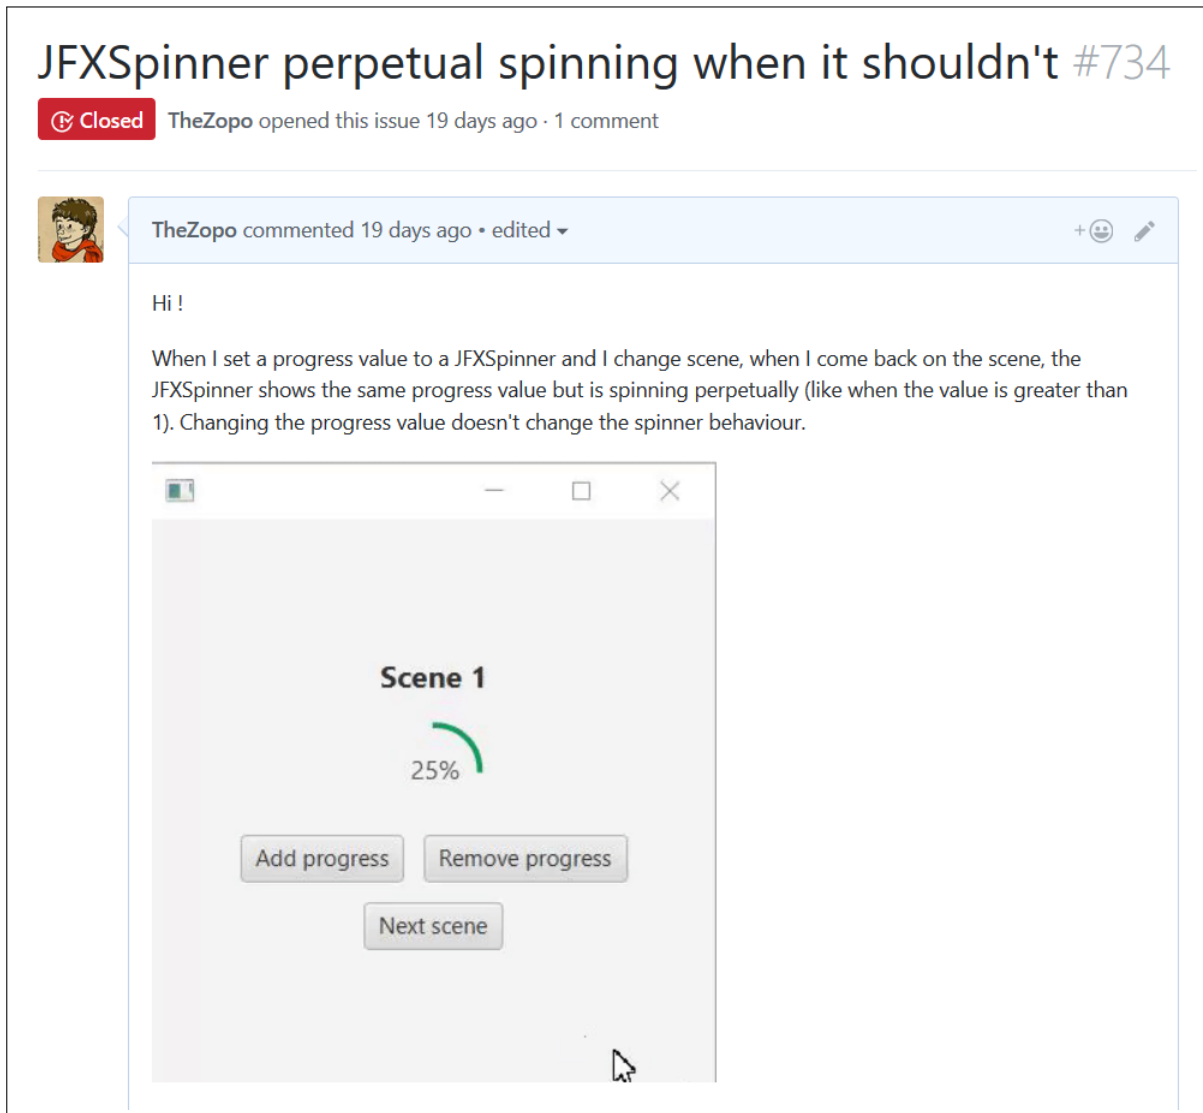 JFXSpinner perpetual spinning when it shouldn't #734
Closed TheZopo opened this issue 19 days ago · 1 comment
TheZopo commented 19 days ago • edited
Hi !
When I set a progress value to a JFXSpinner and I change scene, when I come back on the scene, the
JFXSpinner shows the same progress value but is spinning perpetually (like when the value is greater than
1). Changing the progress value doesn't change the spinner behaviour.
Scene 1
25%
Add progress Remove progress
Next scene